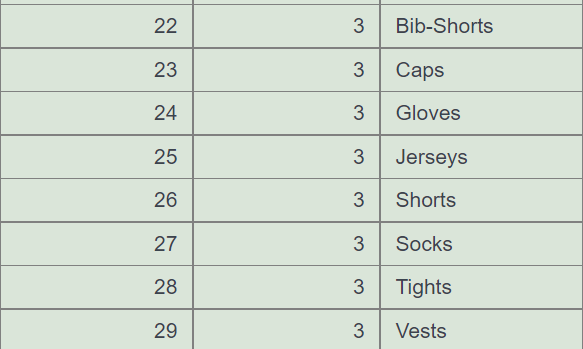 22 3 Bib-Shorts
23 3 Caps
24 3 Gloves
25 3 Jerseys
26 3 Shorts
27 3 Socks
28 3 Tights
29 3 Vests